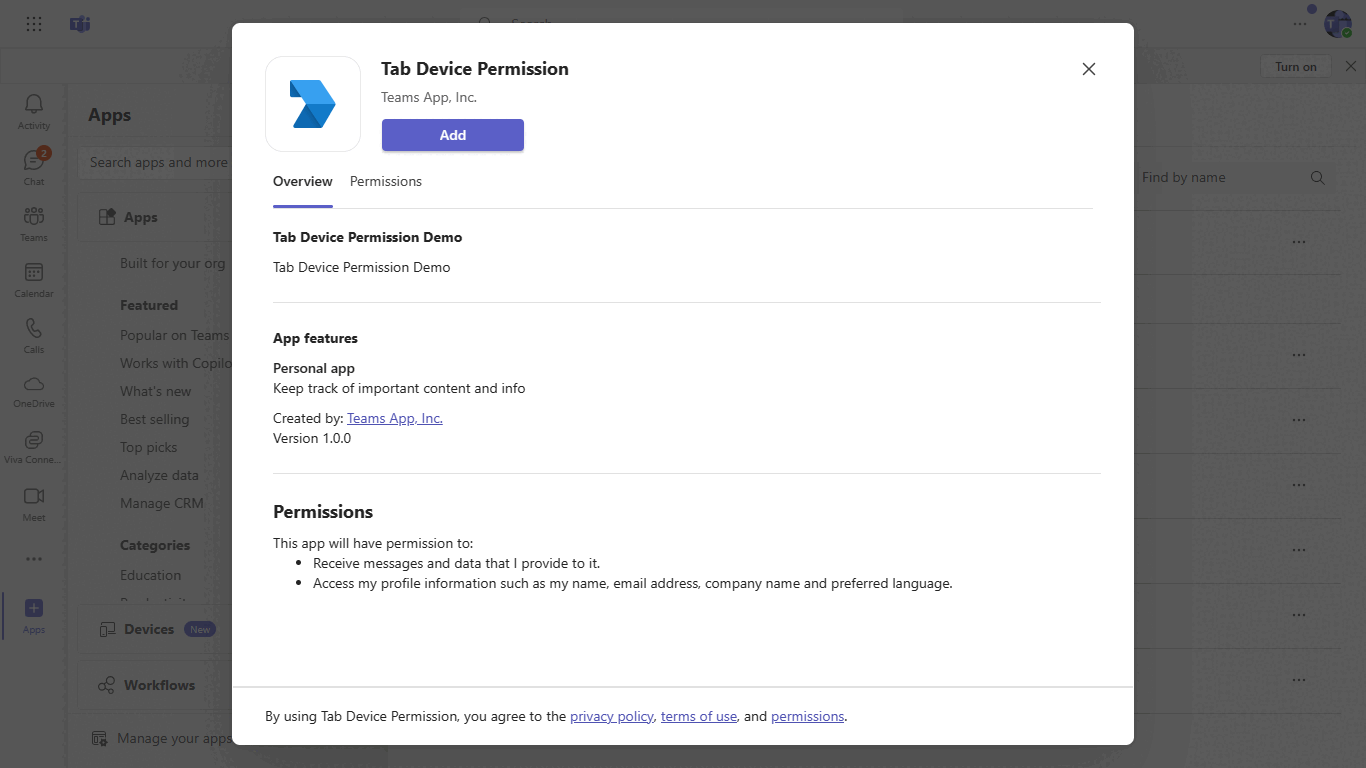 Search
Turn on
Activity
2
Chat
Teams
Calendar
Calls
OneDrive
Viva Conne...
Meet
Apps
Apps
Search apps and more
Apps
Built for your org
Featured
Popular on Teams
Works with Copilo
What's new
Best selling
Top picks
Analyze data
Manage CRM
Categories
Education
Devices New
Workflows
Manage your apps
Tab Device Permission
Teams App, Inc.
Add
Overview Permissions
Tab Device Permission Demo
Tab Device Permission Demo
App features
Personal app
Keep track of important content and info
Created by: Teams App, Inc.
Version 1.0.0
Permissions
This app will have permission to:
• Receive messages and data that I provide to it.
• Access my profile information such as my name, email address, company name and preferred language.
By using Tab Device Permission, you agree to the privacy policy, terms of use, and permissions.
Find by name